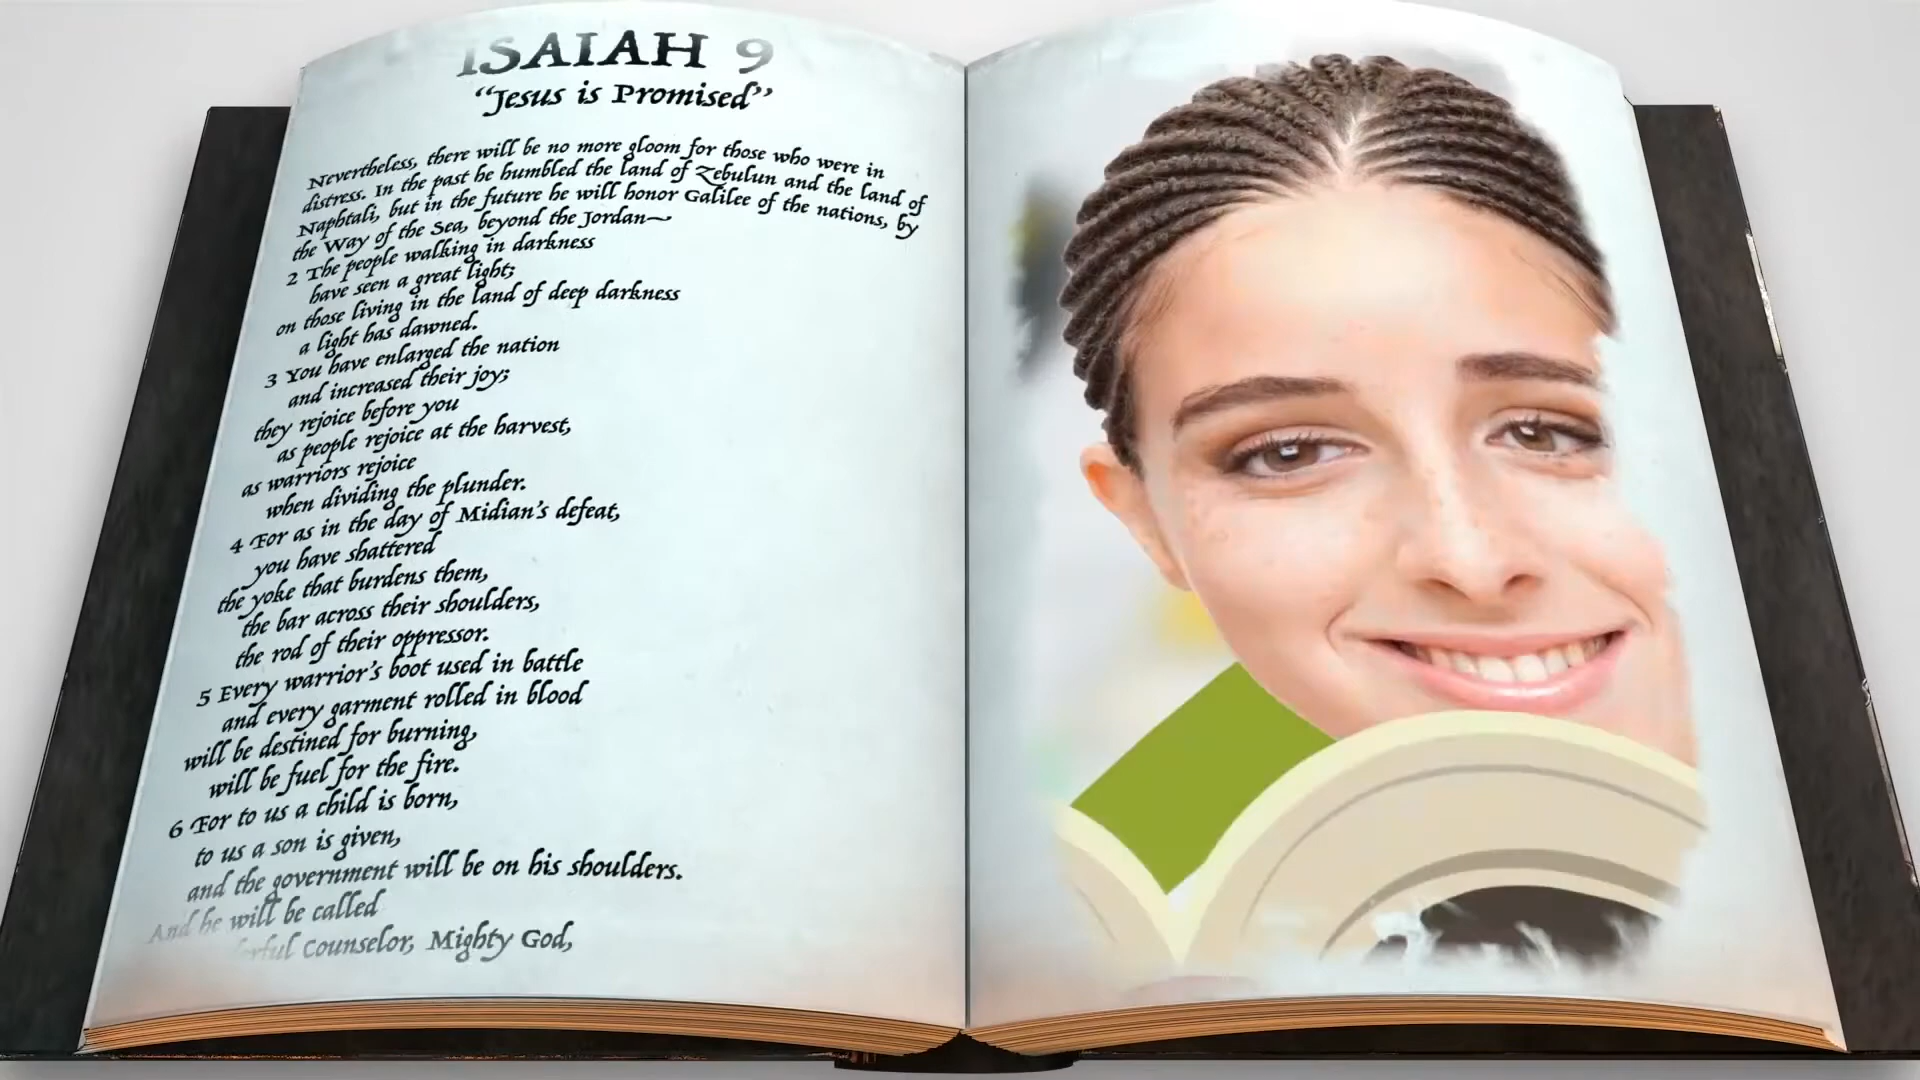 ISAIAH 9
“Jesus is Promised”
Nevertheless, there will be no more gloom for those who were in
distress. In the past he humbled the land of Zebulun and the land of
Naphtali, but in the future he will honor Galilee of the nations, by
the Way of the Sea, beyond the Jordan—
2 The people walking in darkness
have seen a great light;
on those living in the land of deep darkness
a light has dawned.
3 You have enlarged the nation
and increased their joy;
they rejoice before you
as people rejoice at the harvest,
as warriors rejoice
when dividing the plunder.
4 For as in the day of Midian’s defeat,
you have shattered
the yoke that burdens them,
the bar across their shoulders,
the rod of their oppressor.
5 Every warrior’s boot used in battle
and every garment rolled in blood
will be destined for burning,
will be fuel for the fire.
6 For to us a child is born,
to us a son is given,
and the government will be on his shoulders.
And he will be called
Counselor, Mighty God,